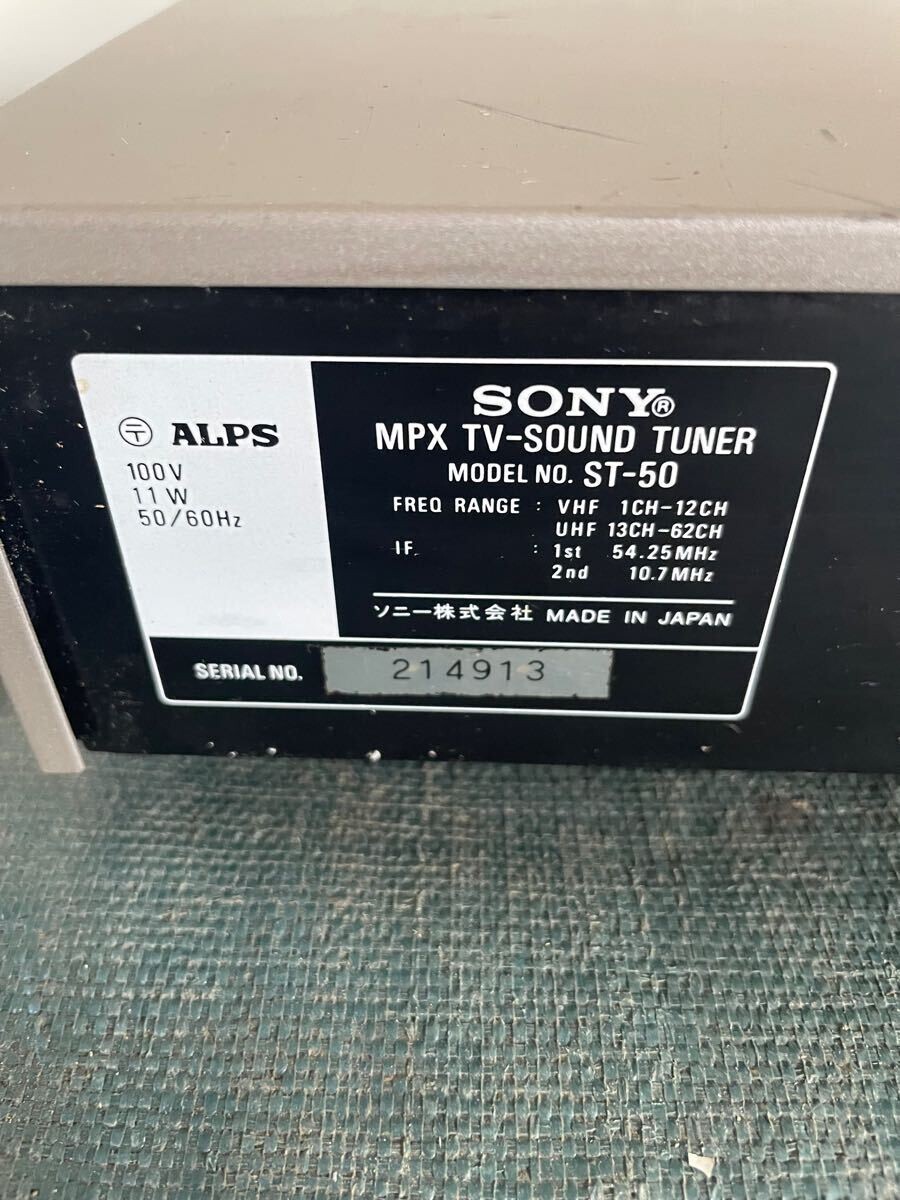 〶 ALPS
100V
11W
50/60Hz
SONY®
MPX TV-SOUND TUNER
MODEL NO. ST-50
FREQ RANGE : VHF 1CH-12CH
UHF 13CH-62CH
IF : 1st 54.25MHz
2nd 10.7MHz
ソニー株式会社 MADE IN JAPAN
SERIAL NO. 214913